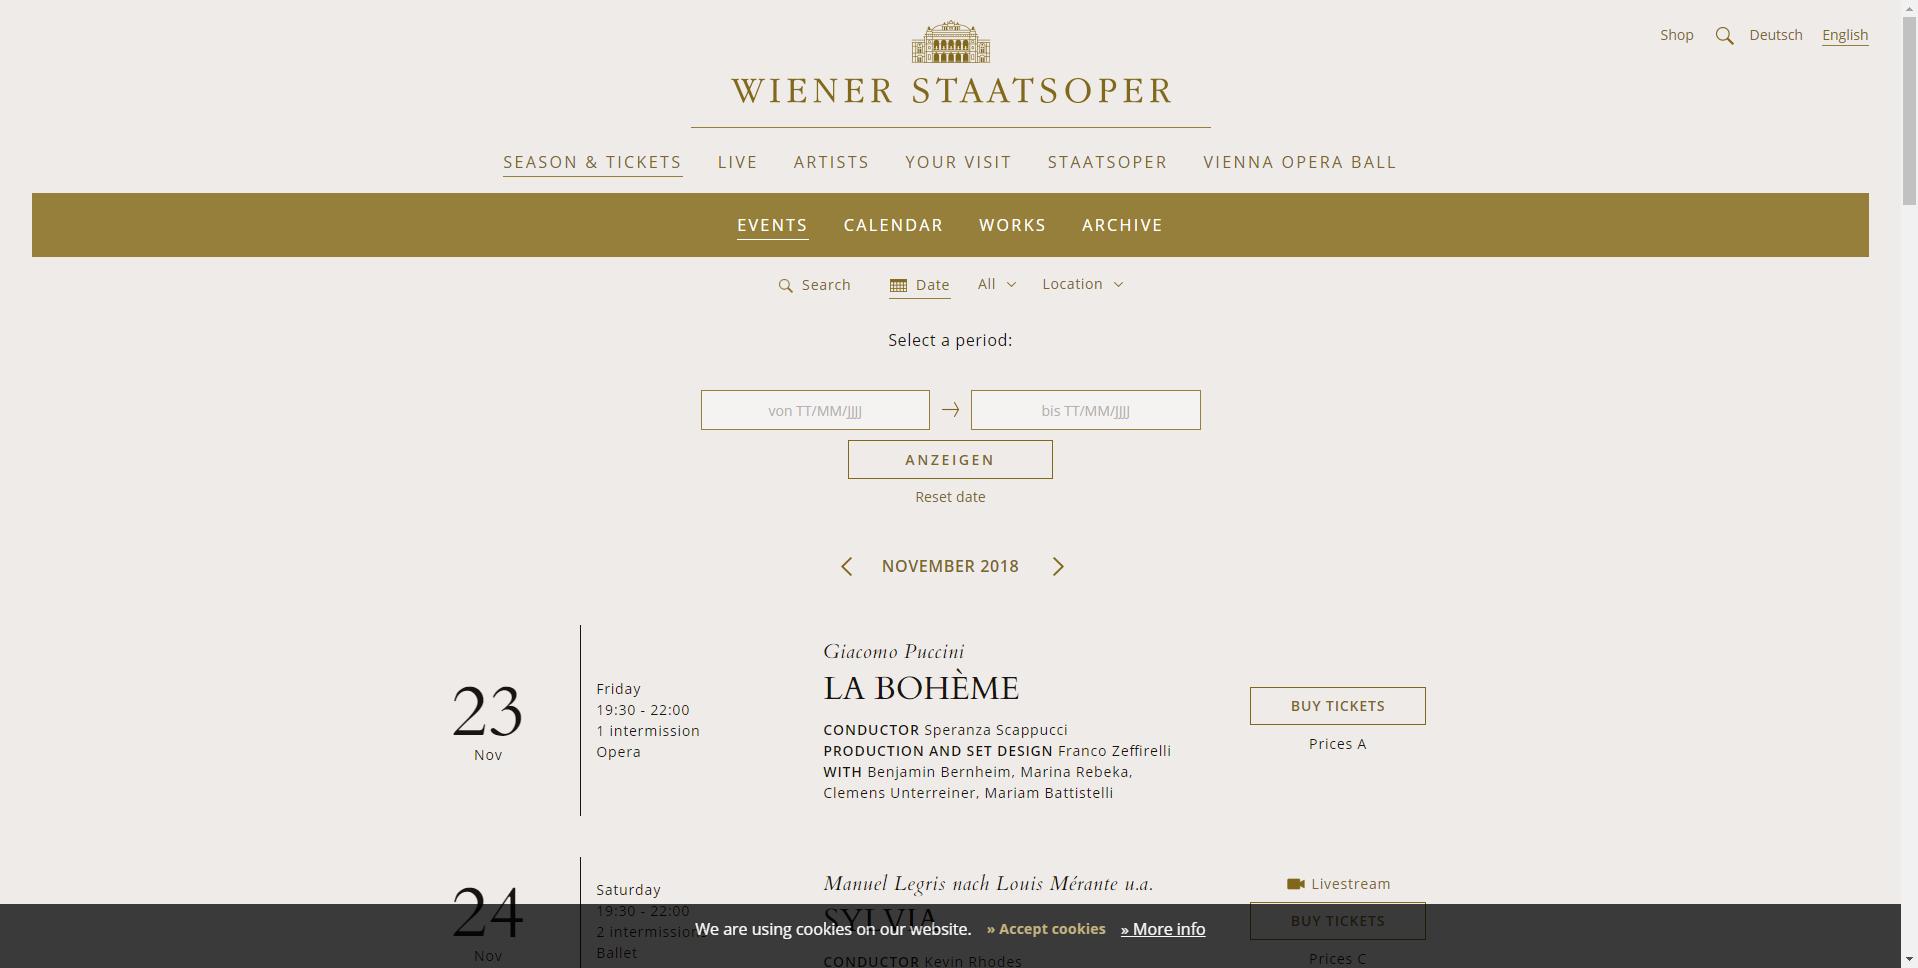 Shop
Deutsch
English
WIENER STAATSOPER
SEASON & TICKETS
LIVE
ARTISTS
YOUR VISIT
STAATSOPER
VIENNA OPERA BALL
EVENTS
CALENDAR
WORKS
ARCHIVE
Search
Date
All
Location
Select a period:
von TT/MM/JJJJ
bis TT/MM/JJJJ
ANZEIGEN
Reset date
NOVEMBER 2018
23
Nov
Friday
19:30 - 22:00
1 intermission
Opera
Giacomo Puccini
LA BOHÈME
CONDUCTOR Speranza Scappucci
PRODUCTION AND SET DESIGN Franco Zeffirelli
WITH Benjamin Bernheim, Marina Rebeka,
Clemens Unterreiner, Mariam Battistelli
BUY TICKETS
Prices A
24
Nov
Saturday
19:30 - 22:00
2 intermissions
Ballet
Manuel Legris nach Louis Mérante u.a.
SYLVIA
CONDUCTOR Kevin Rhodes
Livestream
BUY TICKETS
Prices C
We are using cookies on our website.
» Accept cookies
» More info